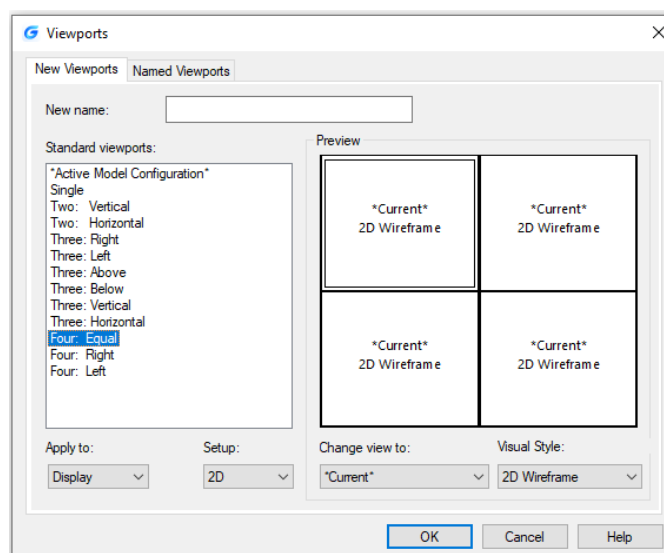 Viewports
New Viewports Named Viewports
New name:
Standard viewports:
*Active Model Configuration*
Single
Two: Vertical
Two: Horizontal
Three: Right
Three: Left
Three: Above
Three: Below
Three: Vertical
Three: Horizontal
Four: Equal
Four: Right
Four: Left
Preview
*Current* *Current*
2D Wireframe 2D Wireframe
*Current* *Current*
2D Wireframe 2D Wireframe
Apply to: Setup: Change view to: Visual Style:
Display 2D *Current* 2D Wireframe
OK Cancel Help